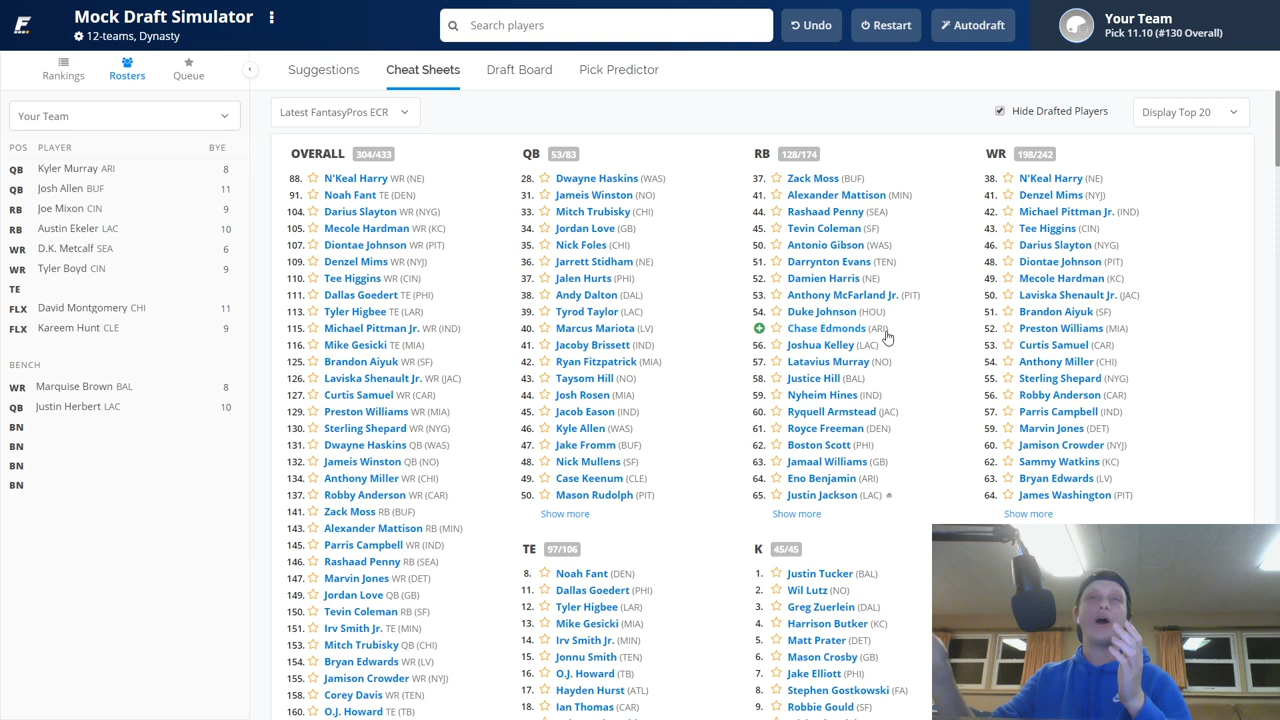 Mock Draft Simulator
12-teams, Dynasty
Search players
Undo
Restart
Autodraft
Your Team
Pick 11.10 (#130 Overall)
Rankings
Rosters
Queue
Suggestions
Cheat Sheets
Draft Board
Pick Predictor
Your Team
POS PLAYER BYE
QB Kyler Murray ARI 8
QB Josh Allen BUF 11
RB Joe Mixon CIN 9
RB Austin Ekeler LAC 10
WR D.K. Metcalf SEA 6
WR Tyler Boyd CIN 9
TE
FLX David Montgomery CHI 11
FLX Kareem Hunt CLE 9
BENCH
WR Marquise Brown BAL 8
QB Justin Herbert LAC 10
BN
BN
BN
BN
Latest FantasyPros ECR
Hide Drafted Players
Display Top 20
OVERALL 304/433
88. N'Keal Harry WR (NE)
91. Noah Fant TE (DEN)
104. Darius Slayton WR (NYG)
105. Mecole Hardman WR (KC)
107. Diontae Johnson WR (PIT)
109. Denzel Mims WR (NYJ)
110. Tee Higgins WR (CIN)
111. Dallas Goedert TE (PHI)
113. Tyler Higbee TE (LAR)
115. Michael Pittman Jr. WR (IND)
116. Mike Gesicki TE (MIA)
125. Brandon Aiyuk WR (SF)
126. Laviska Shenault Jr. WR (JAC)
127. Curtis Samuel WR (CAR)
129. Preston Williams WR (MIA)
130. Sterling Shepard WR (NYG)
131. Dwayne Haskins QB (WAS)
132. Jameis Winston QB (NO)
134. Anthony Miller WR (CHI)
137. Robby Anderson WR (CAR)
141. Zack Moss RB (BUF)
143. Alexander Mattison RB (MIN)
145. Parris Campbell WR (IND)
146. Rashaad Penny RB (SEA)
147. Marvin Jones WR (DET)
149. Jordan Love QB (GB)
150. Tevin Coleman RB (SF)
151. Irv Smith Jr. TE (MIN)
153. Mitch Trubisky QB (CHI)
154. Bryan Edwards WR (LV)
155. Jamison Crowder WR (NYJ)
158. Corey Davis WR (TEN)
160. O.J. Howard TE (TB)
QB 53/83
28. Dwayne Haskins (WAS)
31. Jameis Winston (NO)
33. Mitch Trubisky (CHI)
34. Jordan Love (GB)
35. Nick Foles (CHI)
36. Jarrett Stidham (NE)
37. Jalen Hurts (PHI)
38. Andy Dalton (DAL)
39. Tyrod Taylor (LAC)
40. Marcus Mariota (LV)
41. Jacoby Brissett (IND)
42. Ryan Fitzpatrick (MIA)
43. Taysom Hill (NO)
44. Josh Rosen (MIA)
45. Jacob Eason (IND)
46. Kyle Allen (WAS)
47. Jake Fromm (BUF)
48. Nick Mullens (SF)
49. Case Keenum (CLE)
50. Mason Rudolph (PIT)
Show more
RB 128/174
37. Zack Moss (BUF)
41. Alexander Mattison (MIN)
44. Rashaad Penny (SEA)
45. Tevin Coleman (SF)
50. Antonio Gibson (WAS)
51. Darrynton Evans (TEN)
52. Damien Harris (NE)
53. Anthony McFarland Jr. (PIT)
54. Duke Johnson (HOU)
Chase Edmonds (ARI)
56. Joshua Kelley (LAC)
57. Latavius Murray (NO)
58. Justice Hill (BAL)
59. Nyheim Hines (IND)
60. Ryquell Armstead (JAC)
61. Royce Freeman (DEN)
62. Boston Scott (PHI)
63. Jamaal Williams (GB)
64. Eno Benjamin (ARI)
65. Justin Jackson (LAC)
Show more
WR 198/242
38. N'Keal Harry (NE)
41. Denzel Mims (NYJ)
42. Michael Pittman Jr. (IND)
43. Tee Higgins (CIN)
46. Darius Slayton (NYG)
48. Diontae Johnson (PIT)
49. Mecole Hardman (KC)
50. Laviska Shenault Jr. (JAC)
51. Brandon Aiyuk (SF)
52. Preston Williams (MIA)
53. Curtis Samuel (CAR)
54. Anthony Miller (CHI)
55. Sterling Shepard (NYG)
56. Robby Anderson (CAR)
57. Parris Campbell (IND)
59. Marvin Jones (DET)
60. Jamison Crowder (NYJ)
62. Sammy Watkins (KC)
63. Bryan Edwards (LV)
64. James Washington (PIT)
Show more
TE 97/106
8. Noah Fant (DEN)
11. Dallas Goedert (PHI)
12. Tyler Higbee (LAR)
13. Mike Gesicki (MIA)
14. Irv Smith Jr. (MIN)
15. Jonnu Smith (TEN)
16. O.J. Howard (TB)
17. Hayden Hurst (ATL)
18. Ian Thomas (CAR)
K 45/45
1. Justin Tucker (BAL)
2. Wil Lutz (NO)
3. Greg Zuerlein (DAL)
4. Harrison Butker (KC)
5. Matt Prater (DET)
6. Mason Crosby (GB)
7. Jake Elliott (PHI)
8. Stephen Gostkowski (FA)
9. Robbie Gould (SF)